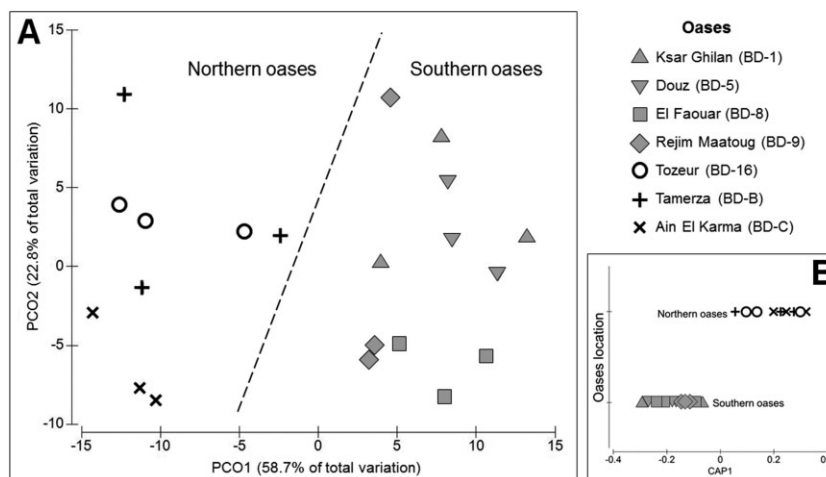 A
Northern oases
Southern oases
15
10
5
0
-5
-10
-15
-10
-5
0
5
10
15
PCO2 (22.8% of total variation)
PCO1 (58.7% of total variation)
Oases
Ksar Ghilan (BD-1)
Douz (BD-5)
El Faouar (BD-8)
Rejim Maatoug (BD-9)
Tozeur (BD-16)
Tamerza (BD-B)
Ain El Karma (BD-C)
Oases location
Northern oases
Southern oases
-0.4
-0.2
0
0.2
CAP1